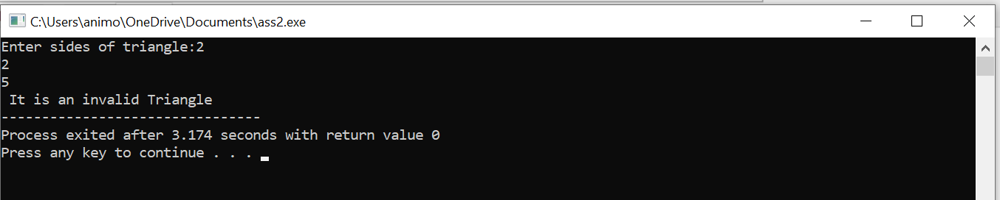 C:\Users\animo\OneDrive\Documents\ass2.exe
Enter sides of triangle:2
2
5
 It is an invalid Triangle
--------------------------------
Process exited after 3.174 seconds with return value 0
Press any key to continue . . .